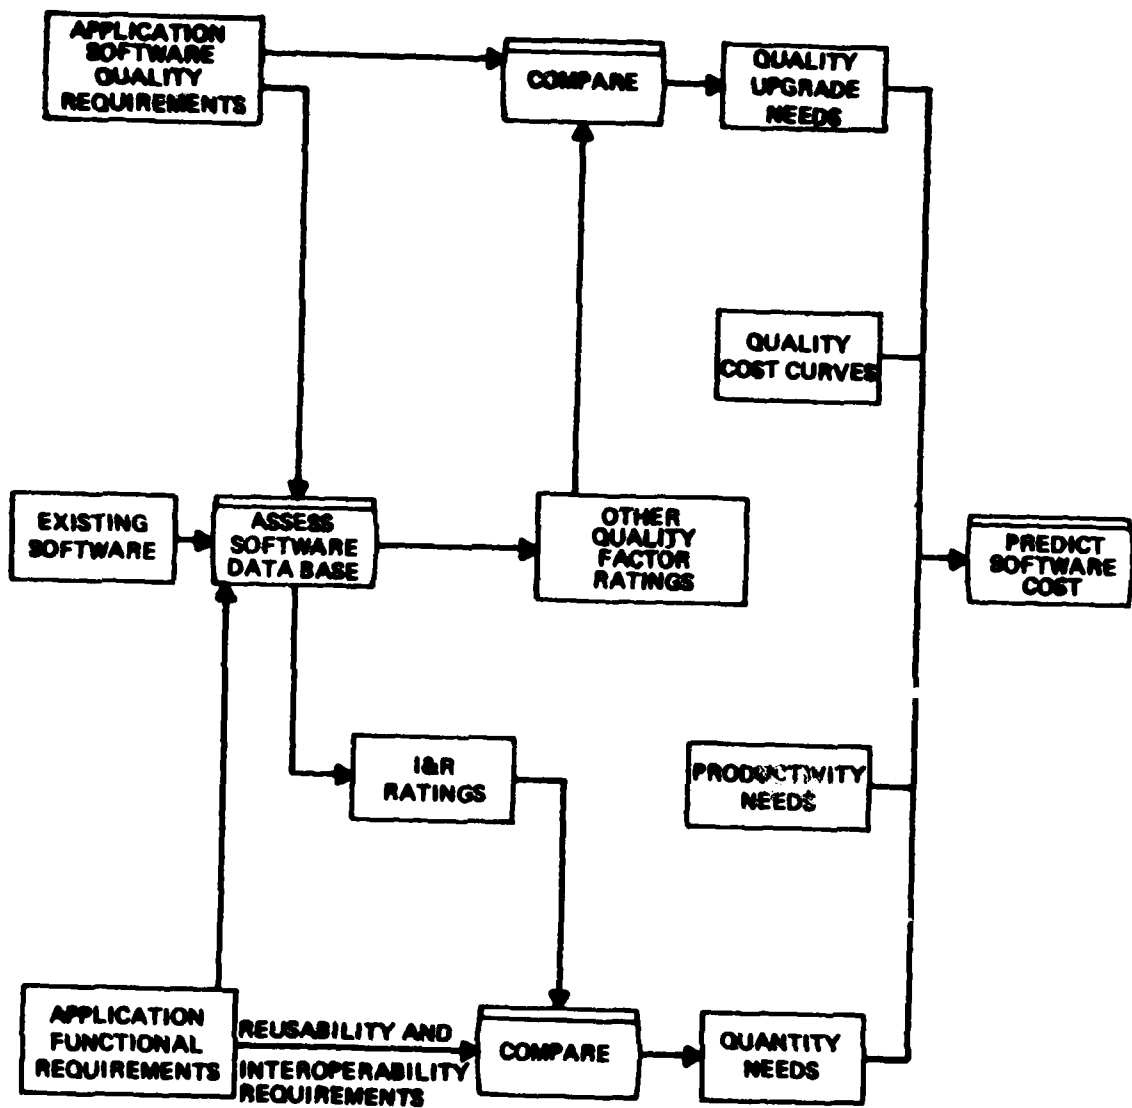 APPLICATION
SOFTWARE
QUALITY
REQUIREMENTS
COMPARE
QUALITY
UPGRADE
NEEDS
QUALITY
COST CURVES
EXISTING
SOFTWARE
ASSESS
SOFTWARE
DATA BASE
OTHER
QUALITY
FACTOR
RATINGS
PREDICT
SOFTWARE
COST
I&R
RATINGS
PRODUCTIVITY
NEEDS
APPLICATION
FUNCTIONAL
REQUIREMENTS
REUSABILITY AND
INTEROPERABILITY
REQUIREMENTS
COMPARE
QUANTITY
NEEDS